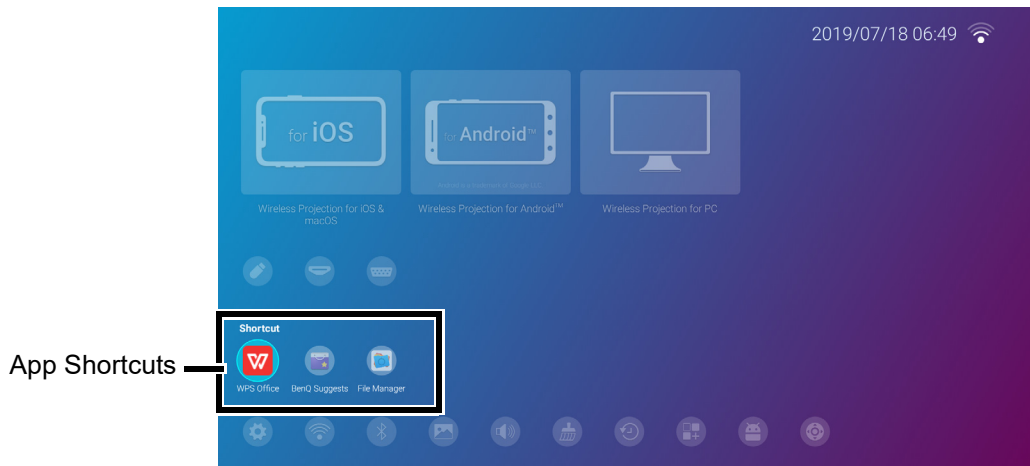 2019/07/18 06:49
for iOS
for Android™
Wireless Projection for iOS &
macOS
Wireless Projection for Android™
Wireless Projection for PC
Shortcut
App Shortcuts
WPS Office
BenQ Suggests
File Manager